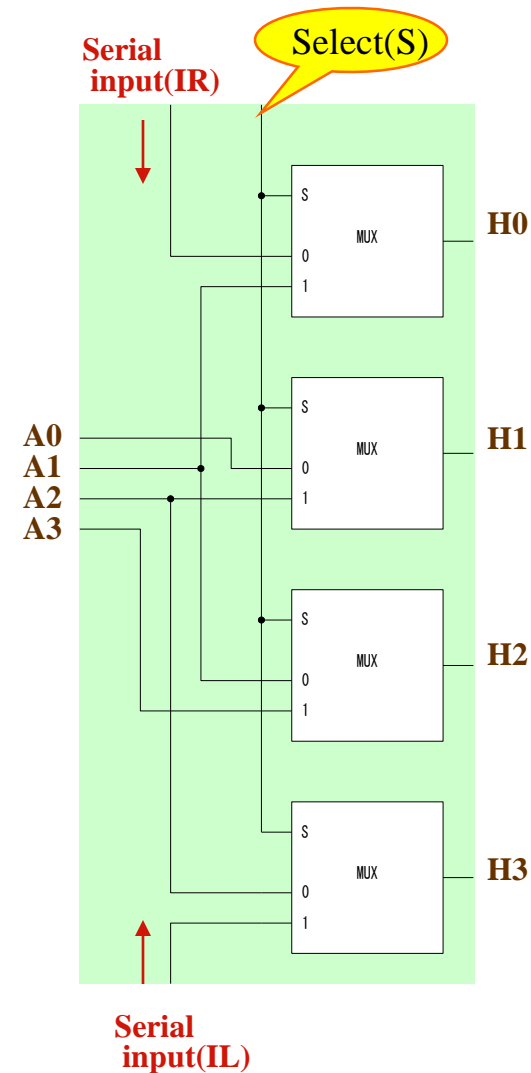 Select(S)
Serial
input(IR)
S
MUX
0
1
H0
S
MUX
0
1
H1
A0
A1
A2
A3
S
MUX
0
1
H2
S
MUX
0
1
H3
Serial
input(IL)